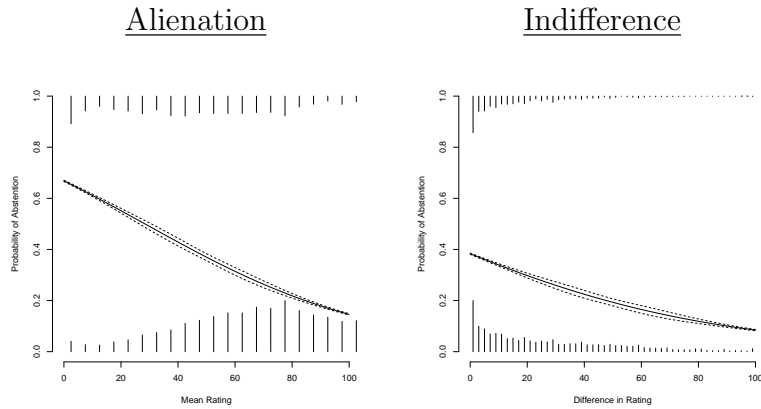 Alienation
Probability of Abstention
1.0
0.8
0.6
0.4
0.2
0.0
0 20 40 60 80 100
Mean Rating
Indifference
Probability of Abstention
1.0
0.8
0.6
0.4
0.2
0.0
0 20 40 60 80 100
Difference in Rating